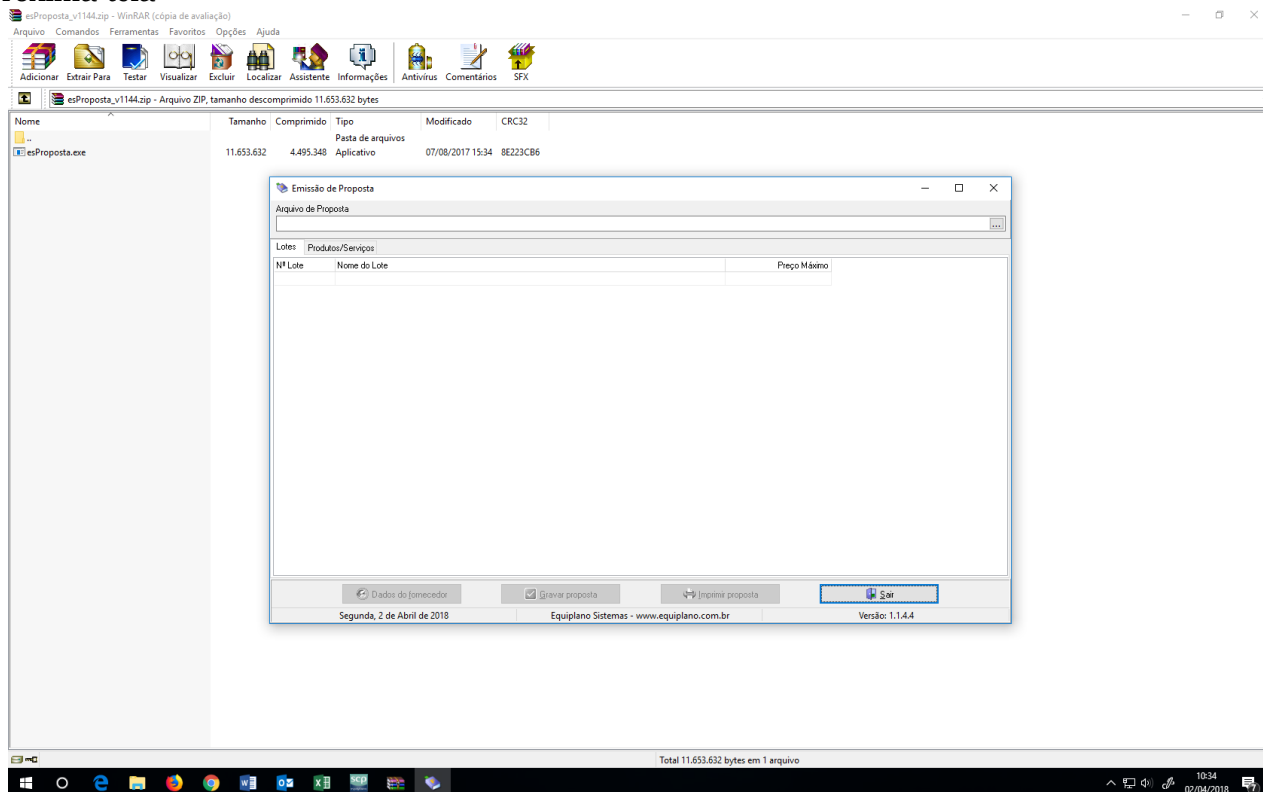 esProposta_v1144.zip - WinRAR (cópia de avaliação)
Arquivo Comandos Ferramentas Favoritos Opções Ajuda
Adicionar Extrair Para Testar Visualizar Excluir Localizar Assistente Informações Antivírus Comentários SFX
esProposta_v1144.zip - Arquivo ZIP, tamanho descomprimido 11.653.632 bytes
Nome Tamanho Comprimido Tipo Modificado CRC32
.. Pasta de arquivos
esProposta.exe 11.653.632 4.495.348 Aplicativo 07/08/2017 15:34 8E223CB6
Emissão de Proposta
Arquivo de Proposta
...
Lotes Produtos/Serviços
Nº Lote Nome do Lote Preço Máximo
Dados do fornecedor Gravar proposta Imprimir proposta Sair
Segunda, 2 de Abril de 2018 Equiplano Sistemas - www.equiplano.com.br Versão: 1.1.4.4
Total 11.653.632 bytes em 1 arquivo
scp
10:34
02/04/2018